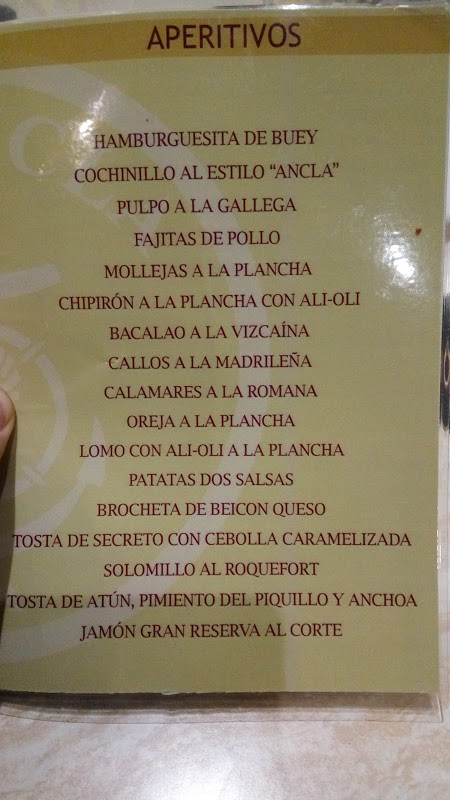 APERITIVOS
HAMBURGUESITA DE BUEY
COCHINILLO AL ESTILO "ANCLA"
PULPO A LA GALLEGA
FAJITAS DE POLLO
MOLLEJAS A LA PLANCHA
CHIPIRÓN A LA PLANCHA CON ALI-OLI
BACALAO A LA VIZCAÍNA
CALLOS A LA MADRILEÑA
CALAMARES A LA ROMANA
OREJA A LA PLANCHA
LOMO CON ALI-OLI A LA PLANCHA
PATATAS DOS SALSAS
BROCHETA DE BEICON QUESO
TOSTA DE SECRETO CON CEBOLLA CARAMELIZADA
SOLOMILLO AL ROQUEFORT
TOSTA DE ATÚN, PIMIENTO DEL PIQUILLO Y ANCHOA
JAMÓN GRAN RESERVA AL CORTE